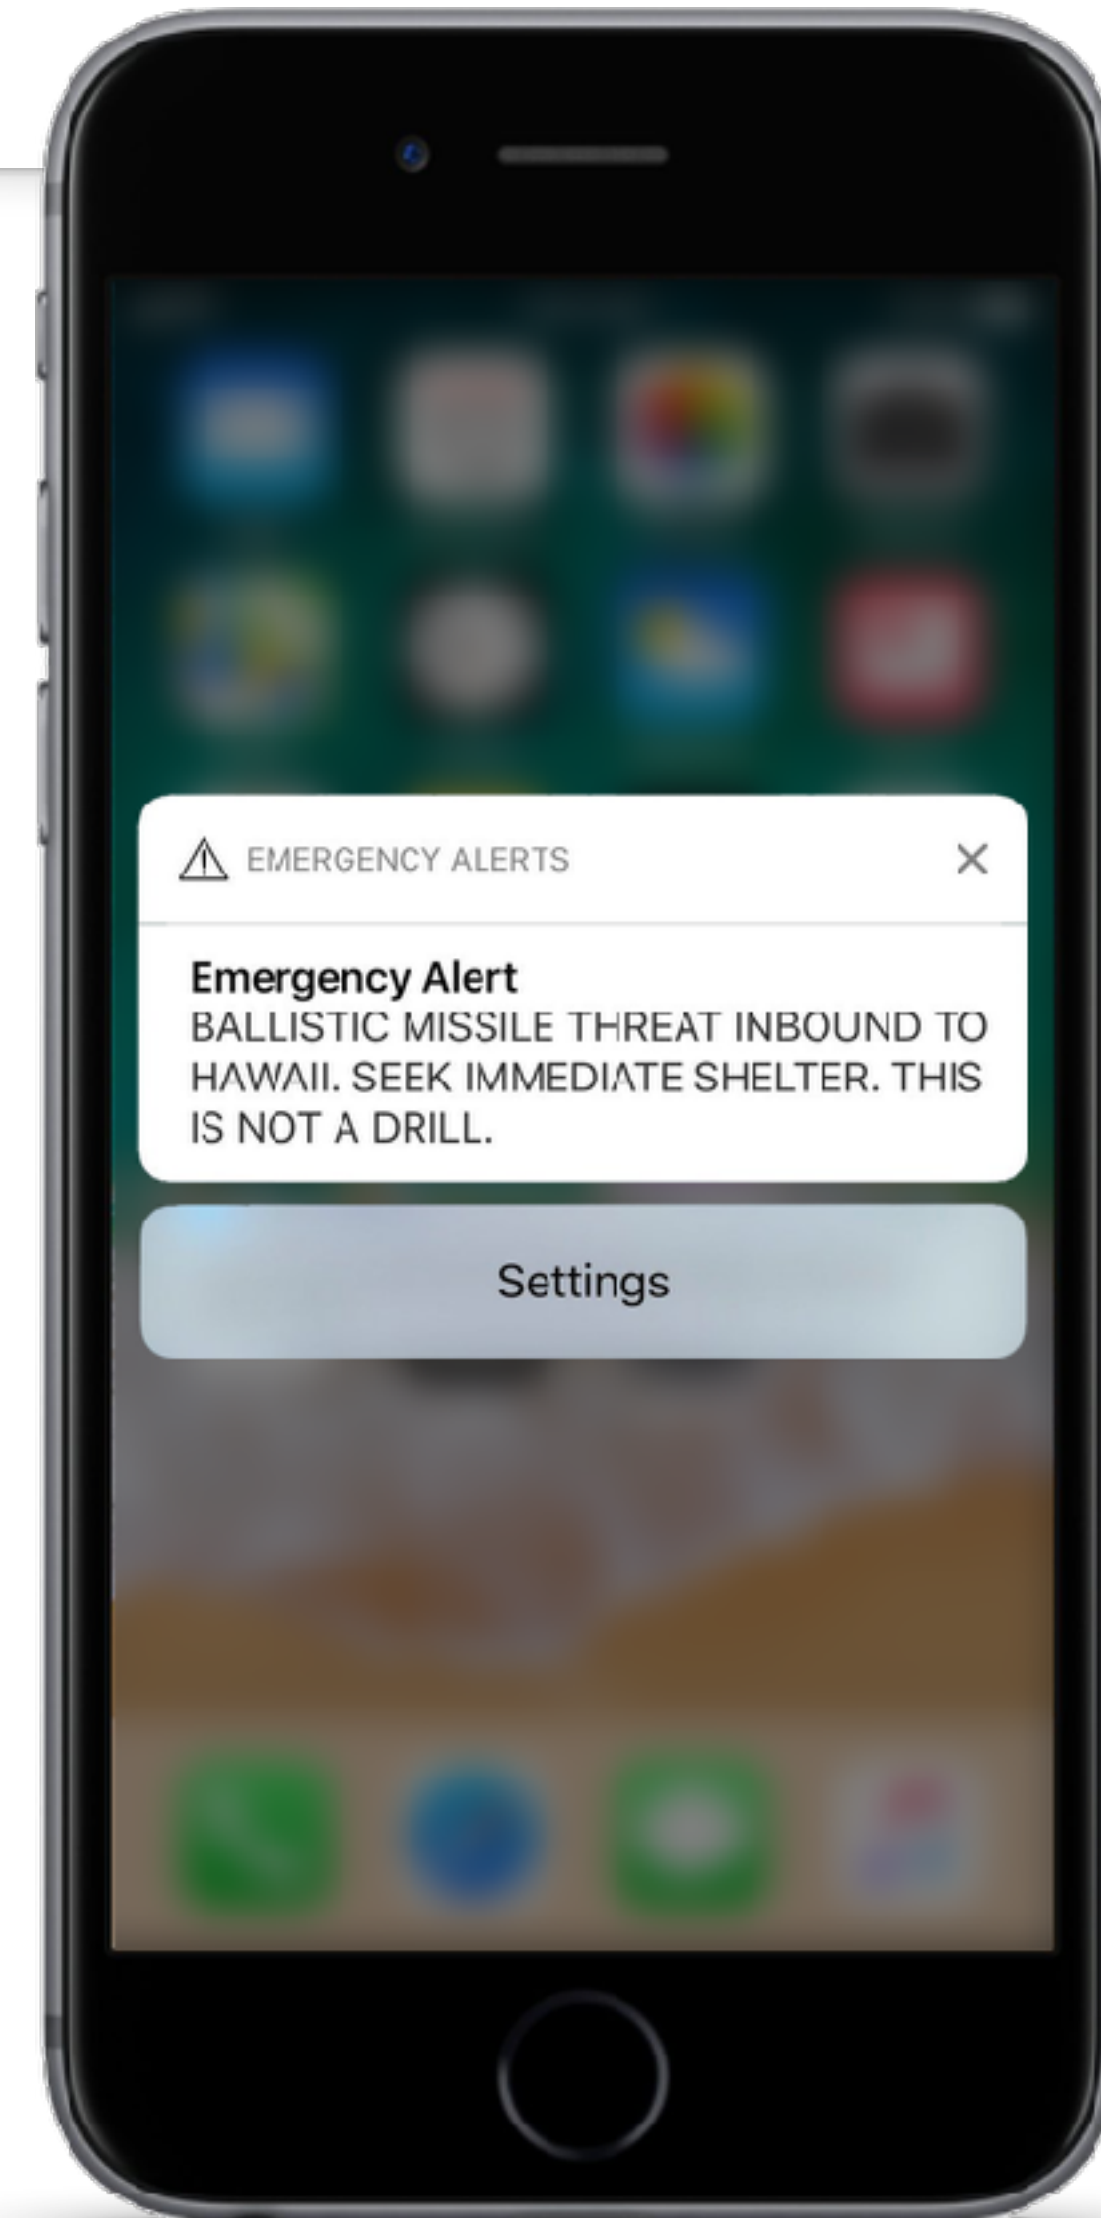 EMERGENCY ALERTS
Emergency Alert
BALLISTIC MISSILE THREAT INBOUND TO
HAWAII. SEEK IMMEDIATE SHELTER. THIS
IS NOT A DRILL.
Settings